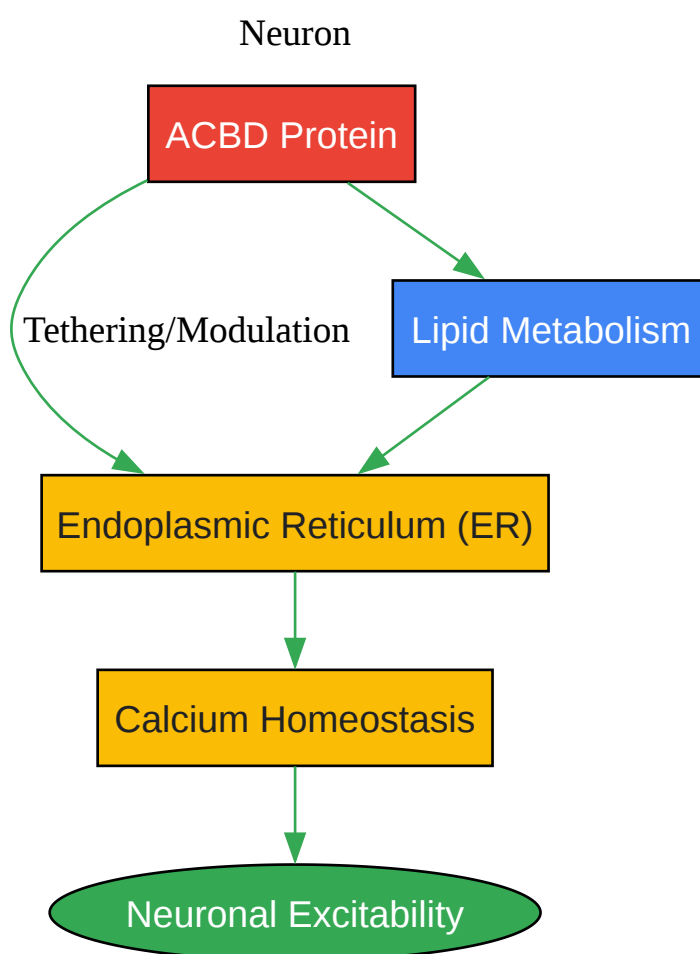 Neuron
ACBD Protein
Tethering/Modulation
Lipid Metabolism
Endoplasmic Reticulum (ER)
Calcium Homeostasis
Neuronal Excitability